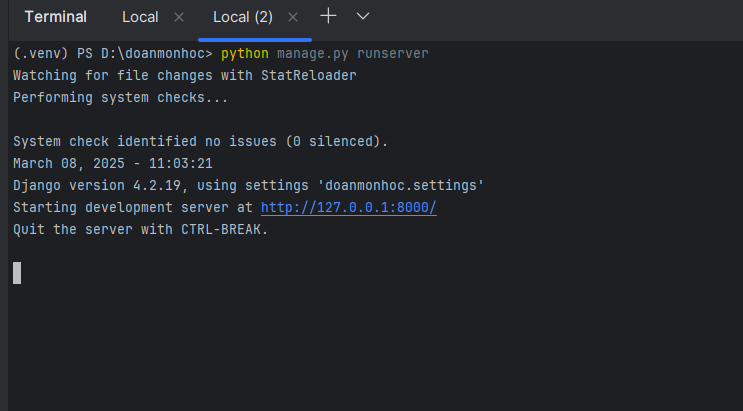 Terminal Local Local (2)
(.venv) PS D:\doanmonhoc> python manage.py runserver
Watching for file changes with StatReloader
Performing system checks...
System check identified no issues (0 silenced).
March 08, 2025 - 11:03:21
Django version 4.2.19, using settings 'doanmonhoc.settings'
Starting development server at http://127.0.0.1:8000/
Quit the server with CTRL-BREAK.